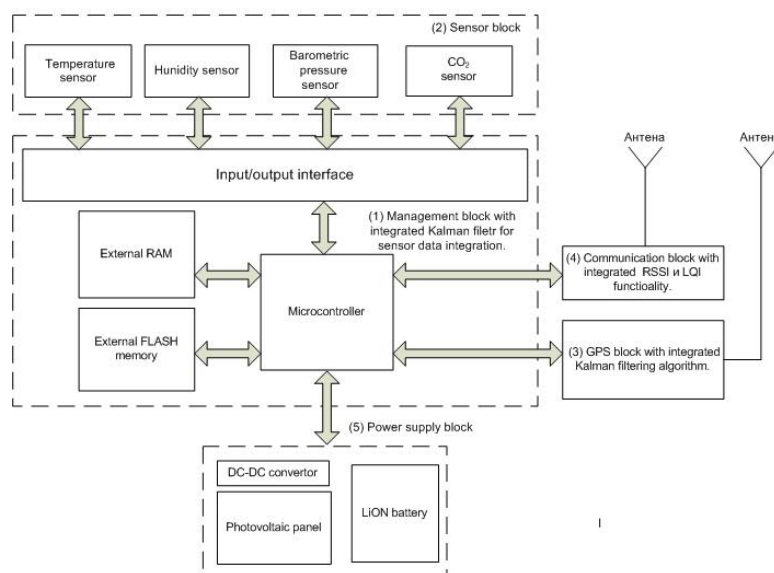 (2) Sensor block
Temperature
sensor
Hunidity sensor
Barometric
pressure
sensor
CO₂
sensor
Антена
Антен
Input/output interface
(1) Management block with
integrated Kalman filetr for
sensor data integration.
External RAM
Microcontroller
External FLASH
memory
(4) Communication block with
integrated RSSI и LQI
functioality.
(3) GPS block with integrated
Kalman filtering algorithm.
(5) Power supply block
DC-DC convertor
Photovoltaic panel
LiON battery
I